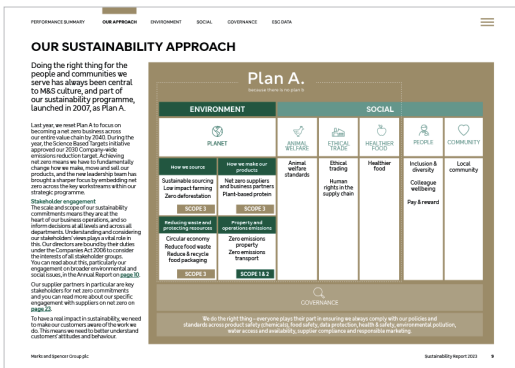 PERFORMANCE SUMMARY OUR APPROACH ENVIRONMENT SOCIAL GOVERNANCE ESG DATA
OUR SUSTAINABILITY APPROACH
Doing the right thing for the
people and communities we
serve has always been central
to M&S culture, and part of
our sustainability programme,
launched in 2007, as Plan A.
Last year, we reset Plan A to focus on
becoming a net zero business across
our entire value chain by 2040. During the
year, the Science Based Targets initiative
approved our 2030 Company-wide
emissions reduction target. Achieving
net zero means we have to fundamentally
change how we make, move and sell our
products, and the new leadership team has
brought a sharper focus by embedding net
zero across the key workstreams within our
strategic programme.
Stakeholder engagement
The scale and scope of our sustainability
commitments means they are at the
heart of our business operations, and so
inform decisions at all levels and across all
departments. Understanding and considering
our stakeholders' views plays a vital role in
this. Our directors are bound by their duties
under the Companies Act 2006 to consider
the interests of all stakeholder groups.
You can read about this, particularly our
engagement on broader environmental and
social issues, in the Annual Report on page 10.
Our supplier partners in particular are key
stakeholders for net zero commitments
and you can read more about our specific
engagement with suppliers on net zero on
page 23.
To have a real impact in sustainability, we need
to make our customers aware of the work we
do. This means we need to better understand
customers' attitudes and behaviour.
Plan A.
because there is no plan B
ENVIRONMENT
SOCIAL
PLANET
ANIMAL
WELFARE
ETHICAL
TRADE
HEALTHIER
FOOD
PEOPLE
COMMUNITY
How we source
Sustainable sourcing
Low impact farming
Zero deforestation
SCOPE 3
How we make our
products
Net zero suppliers
and business partners
Plant-based protein
SCOPE 3
Reducing waste and
protecting resources
Circular economy
Reduce food waste
Reduce & recycle
food packaging
SCOPE 3
Property and
operations emissions
Zero emissions
property
Zero emissions
transport
SCOPE 1 & 2
Animal
welfare
standards
Ethical
trading
Human
rights in the
supply chain
Healthier
food
Inclusion &
diversity
Colleague
wellbeing
Pay & reward
Local
community
GOVERNANCE
We do the right thing – everyone plays their part in ensuring we always comply with our policies and
standards across product safety (chemicals), food safety, data protection, health & safety, environmental pollution,
water access and availability, supplier compliance and responsible marketing.
Marks and Spencer Group plc
Sustainability Report 2023 9